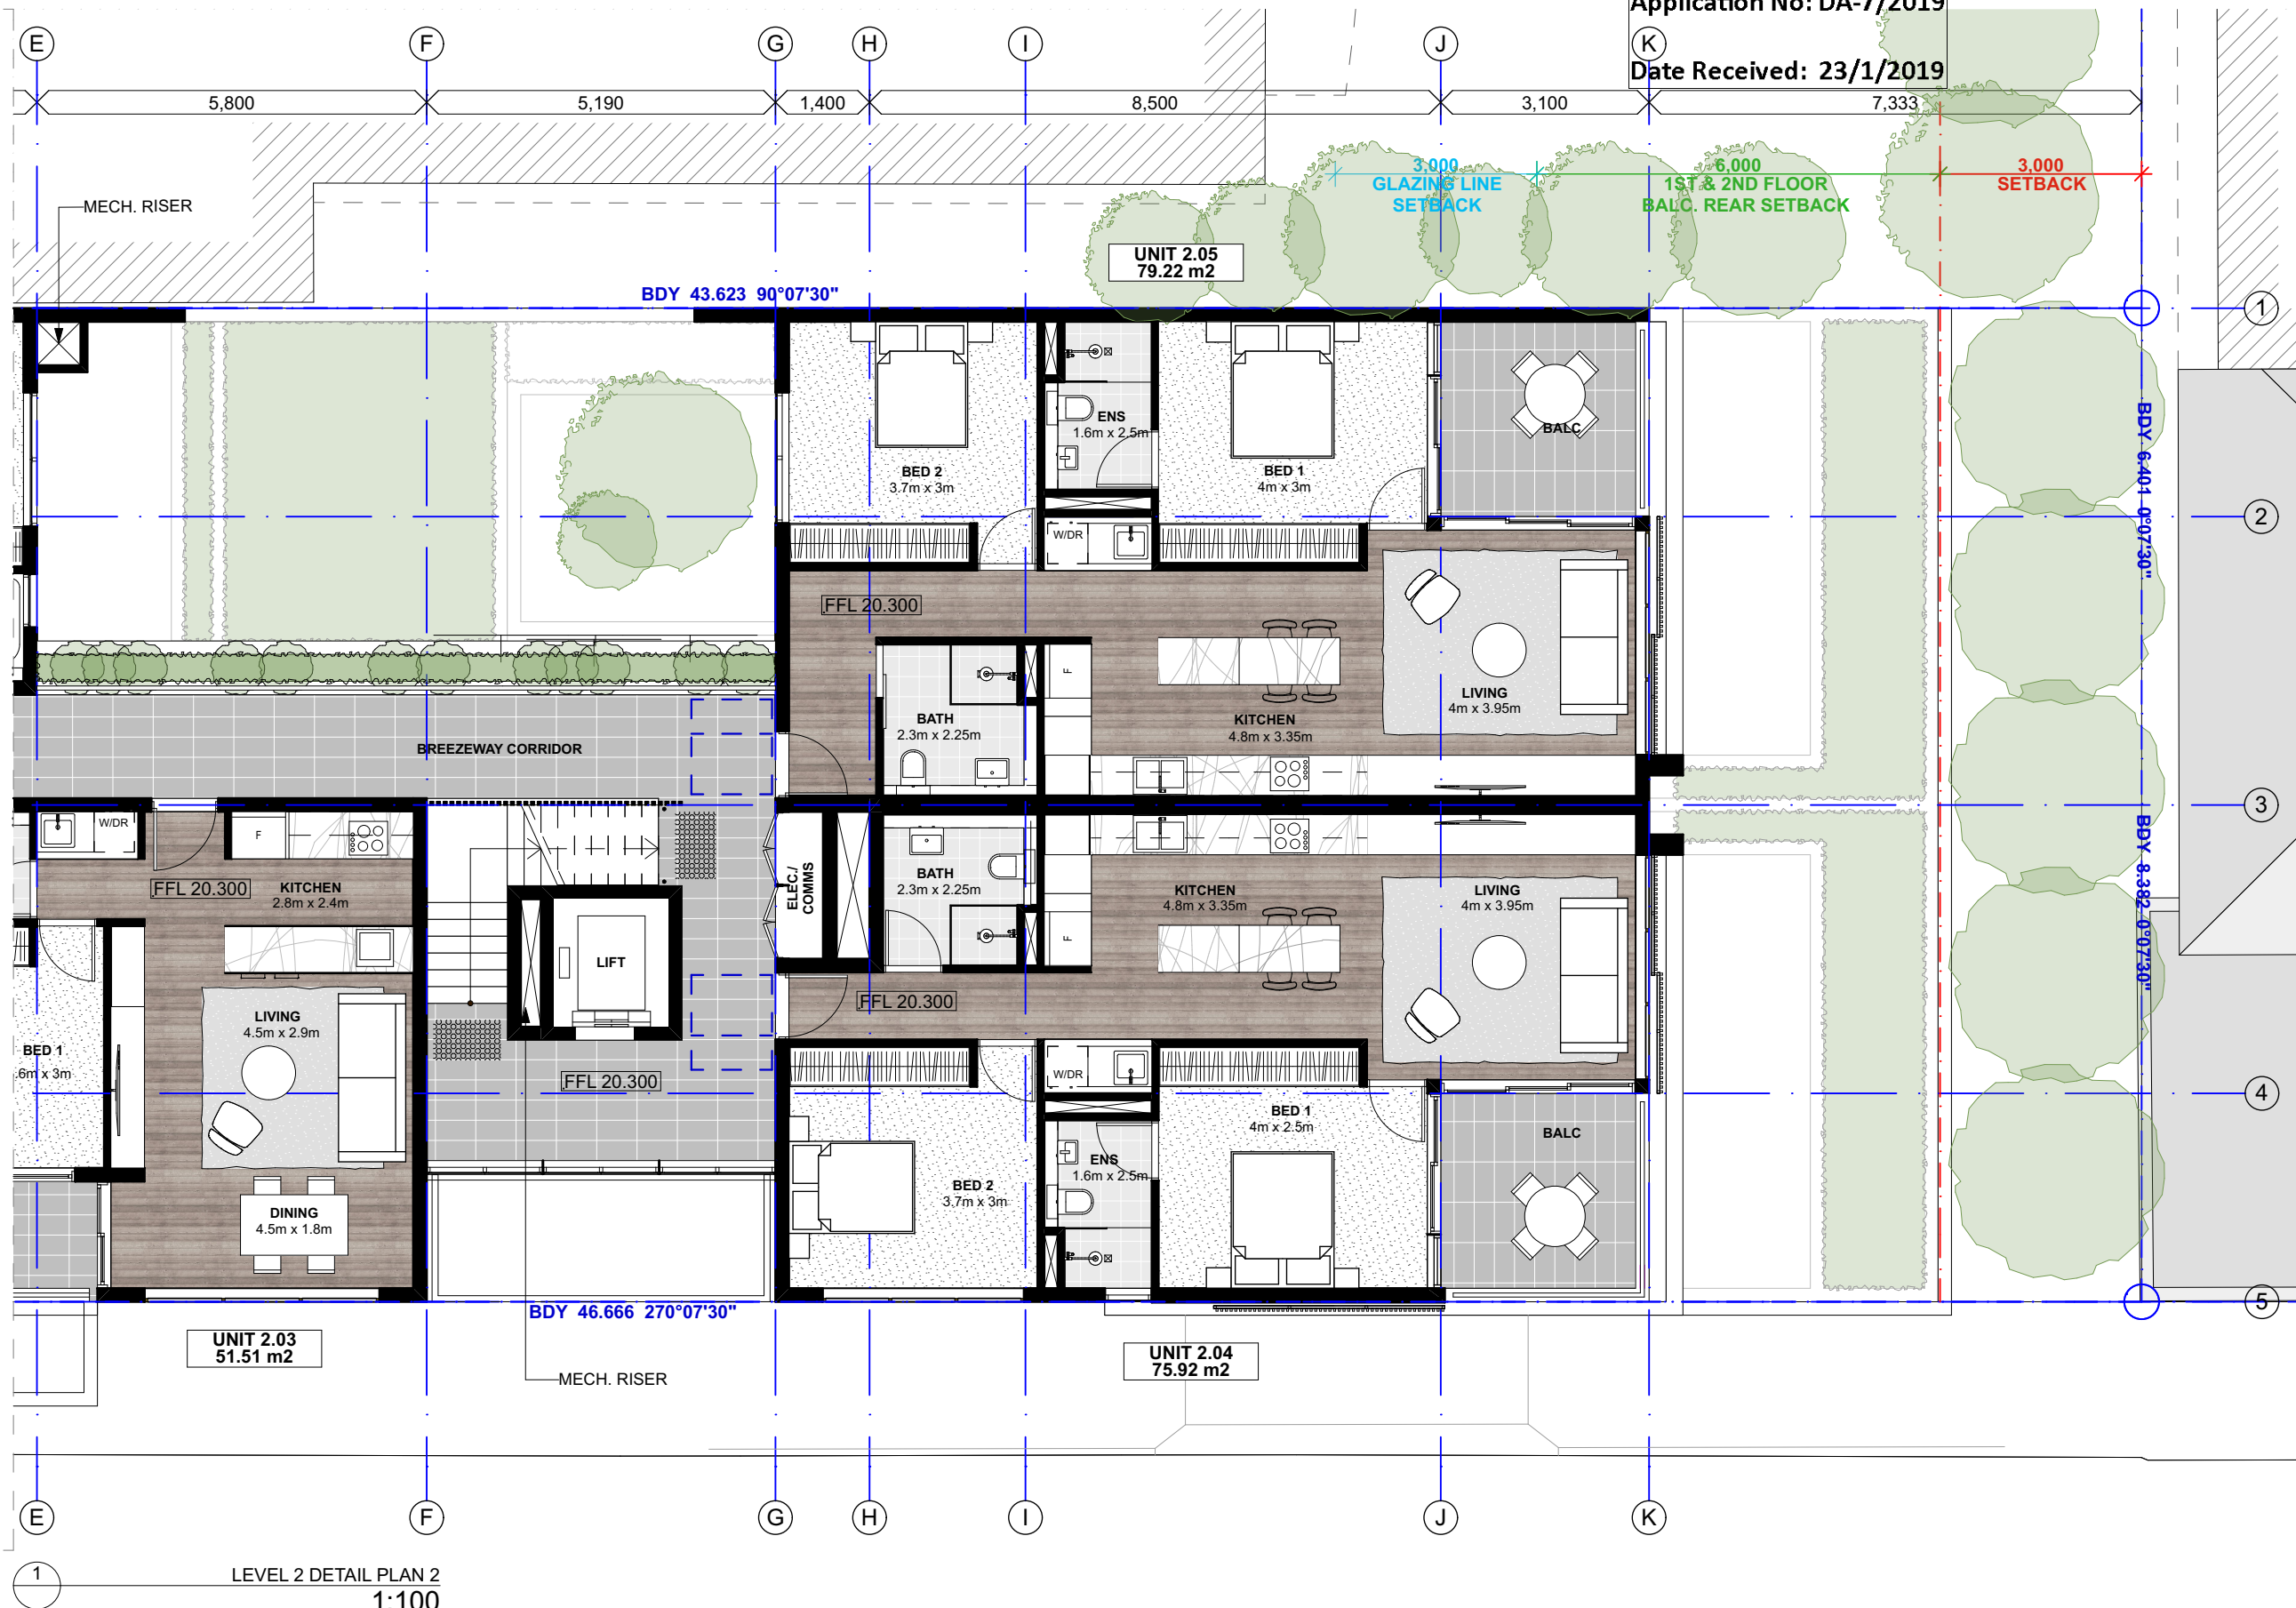 Application No: DA-7/2019
Date Received: 23/1/2019
E
F
G
H
I
J
K
5,800
5,190
1,400
8,500
3,100
7,333
3,000
GLAZING LINE
SETBACK
6,000
1ST & 2ND FLOOR
BALC. REAR SETBACK
3,000
SETBACK
MECH. RISER
UNIT 2.05
79.22 m2
BDY 43.623 90°07'30"
1
ENS
1.6m x 2.5m
BALC
BED 2
3.7m x 3m
BED 1
4m x 3m
BDY 6.401 0°07'30"
2
W/DR
FFL 20.300
F
LIVING
4m x 3.95m
BATH
2.3m x 2.25m
KITCHEN
4.8m x 3.35m
BREEZEWAY CORRIDOR
3
W/DR
F
FFL 20.300
KITCHEN
2.8m x 2.4m
ELEC./
COMMS
BATH
2.3m x 2.25m
KITCHEN
4.8m x 3.35m
LIVING
4m x 3.95m
BDY 8.382 0°07'30"
F
LIFT
FFL 20.300
LIVING
4.5m x 2.9m
BED 1
.6m x 3m
FFL 20.300
W/DR
BED 1
4m x 2.5m
BALC
4
ENS
1.6m x 2.5m
BED 2
3.7m x 3m
DINING
4.5m x 1.8m
BDY 46.666 270°07'30"
5
UNIT 2.03
51.51 m2
UNIT 2.04
75.92 m2
MECH. RISER
E
F
G
H
I
J
K
1
LEVEL 2 DETAIL PLAN 2
1:100